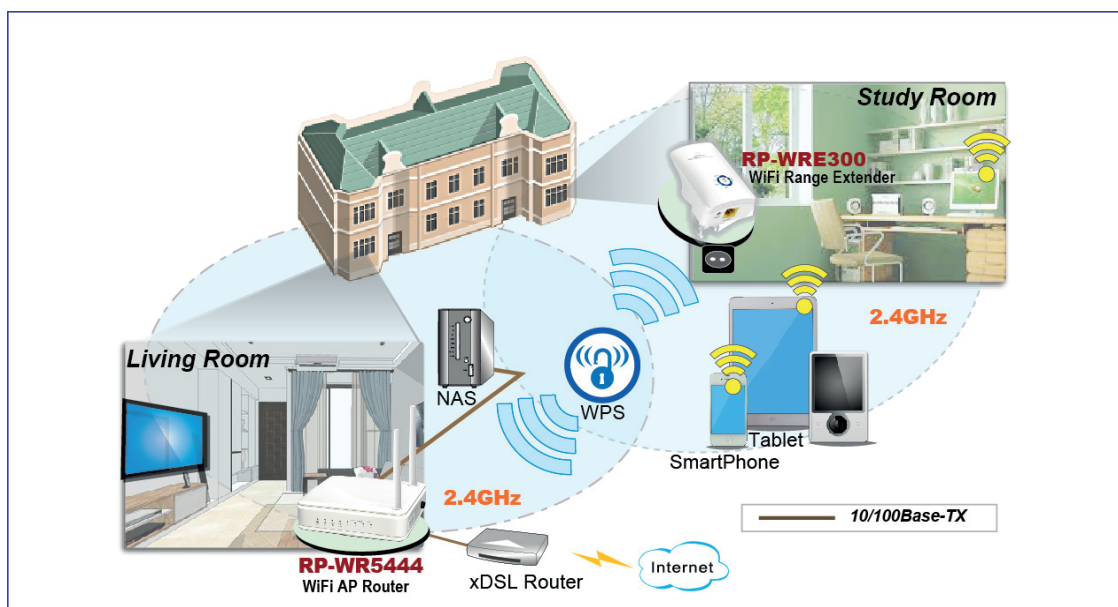 Study Room
RP-WRE300
WiFi Range Extender
2.4GHz
Living Room
NAS
WPS
Tablet
SmartPhone
2.4GHz
10/100Base-TX
RP-WR5444
WiFi AP Router
xDSL Router
Internet